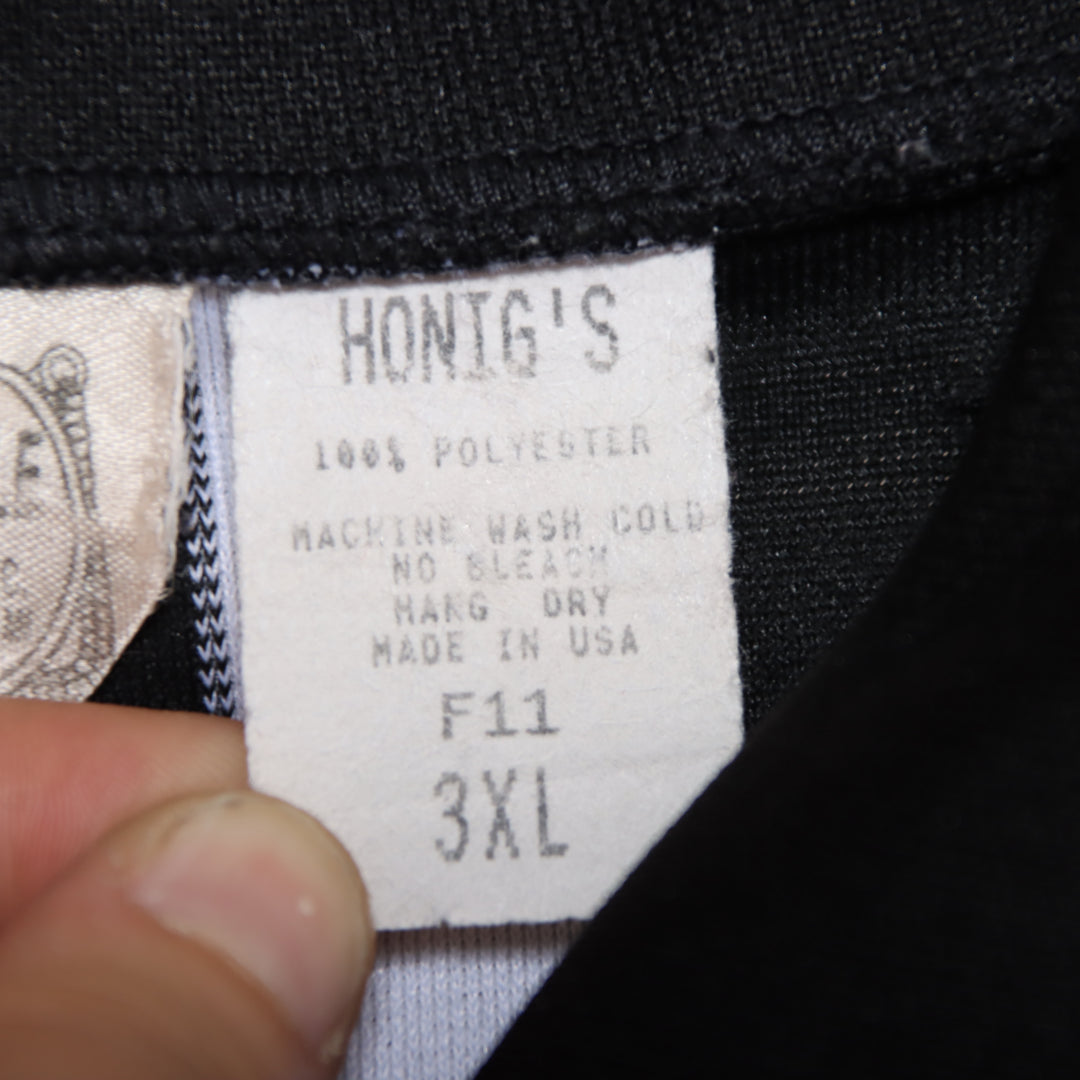 HONIG'S
100% POLYESTER
MACHINE WASH COLD
NO BLEACH
HANG DRY
MADE IN USA
F11
3XL